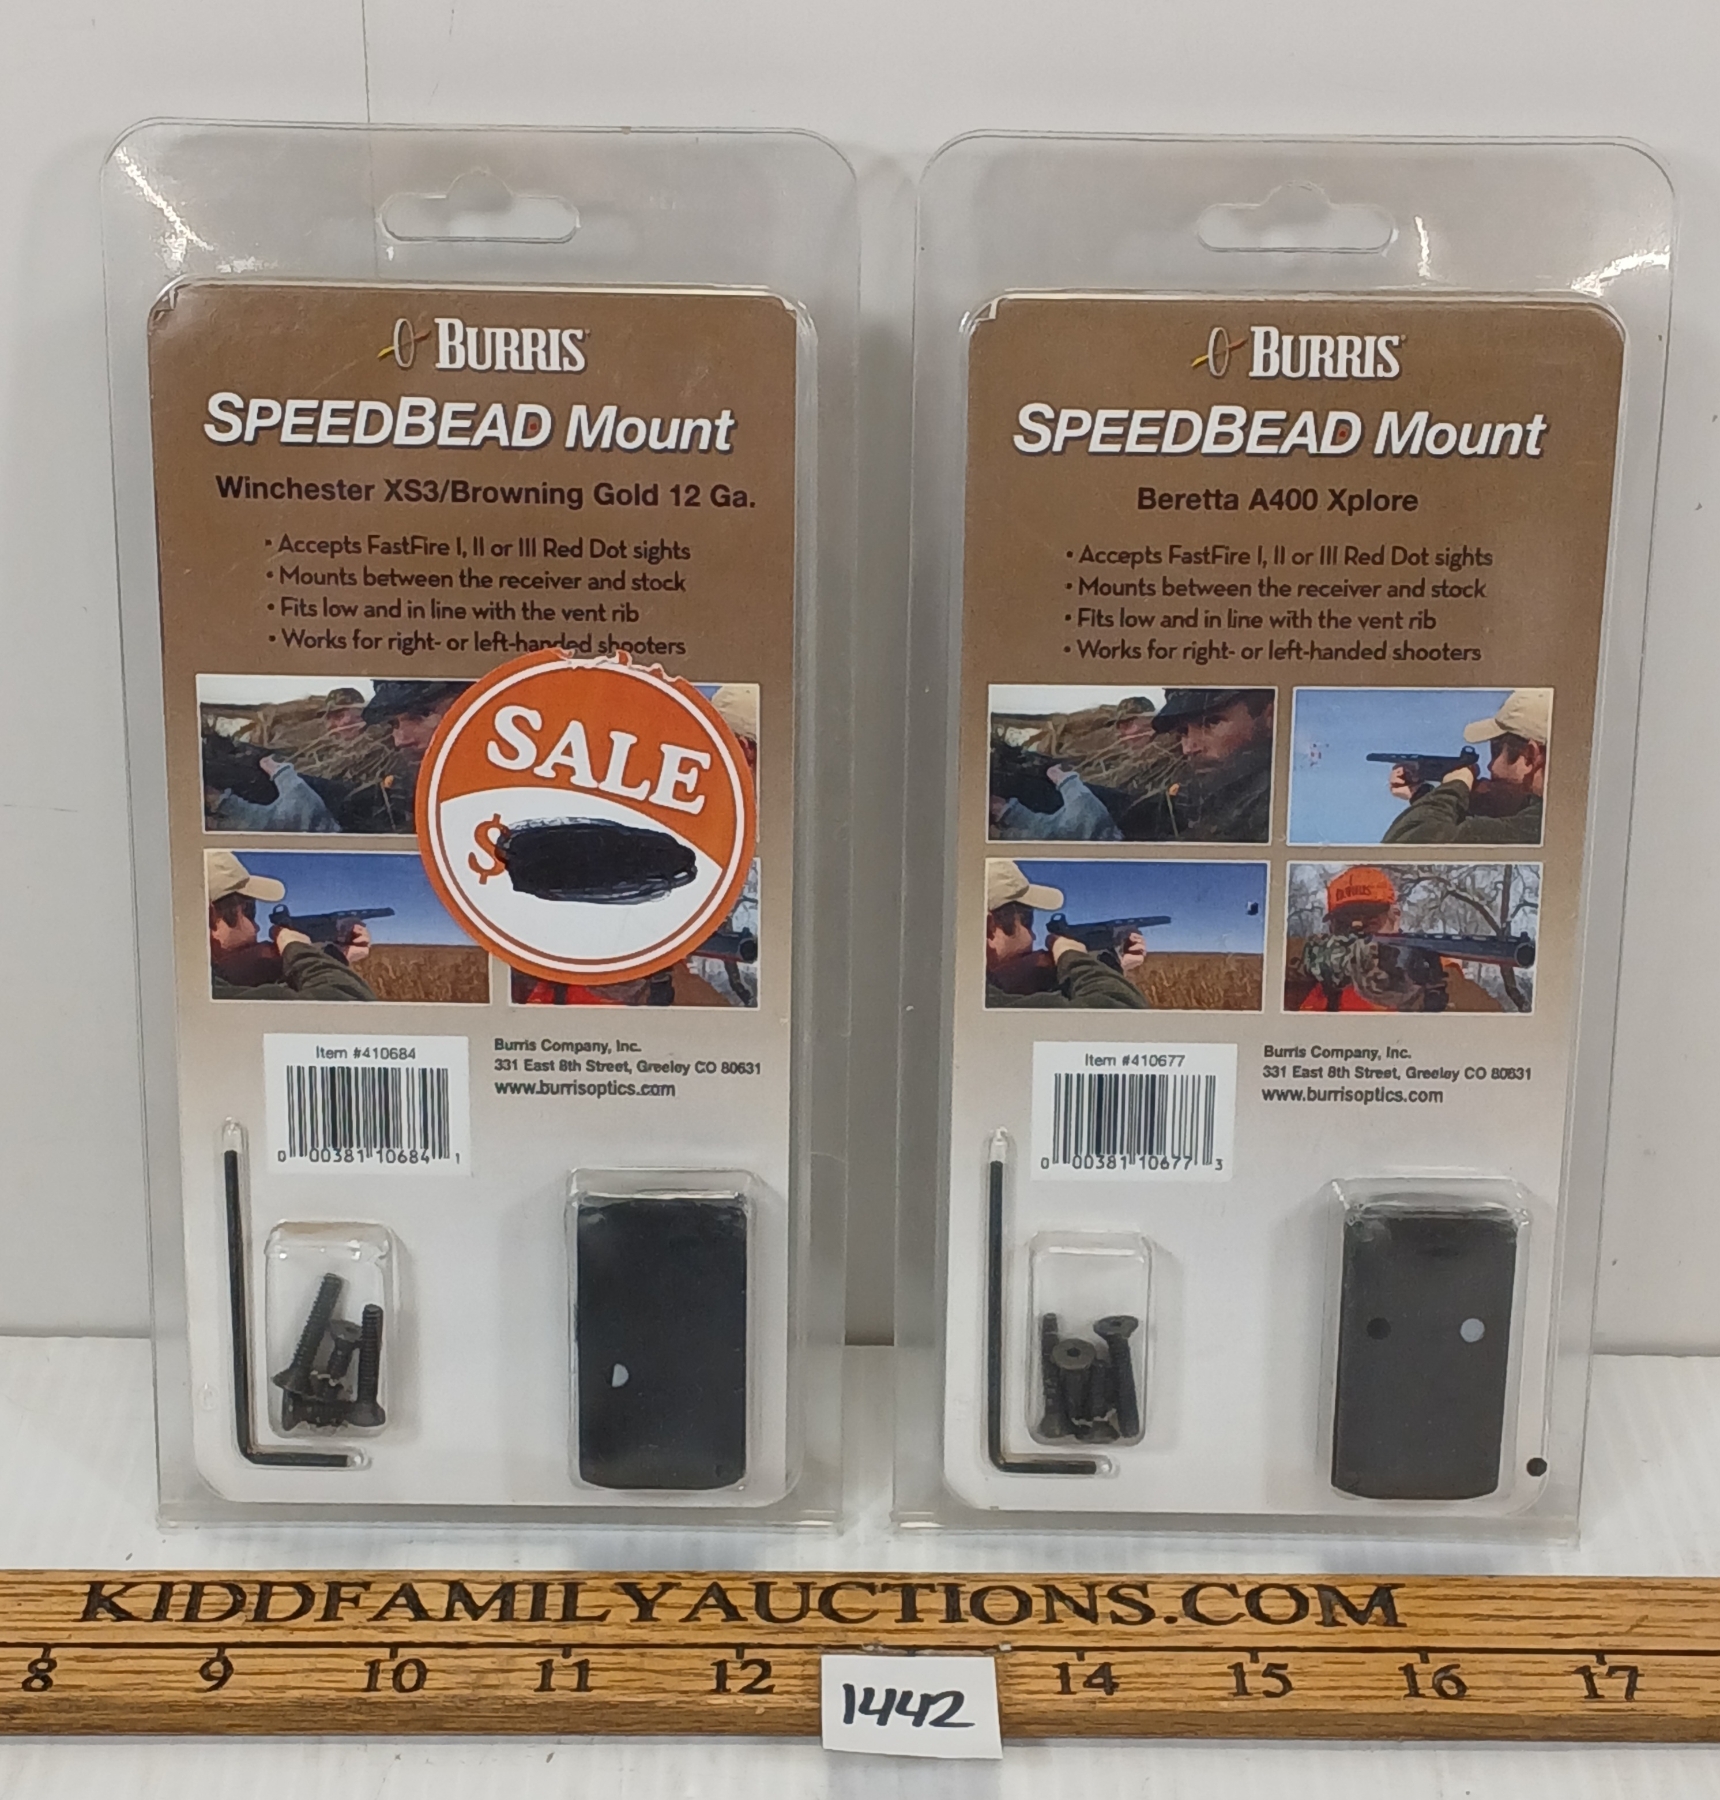 BURRIS
SPEEDBEAD Mount
Winchester XS3/Browning Gold 12 Ga.
• Accepts FastFire I, II or III Red Dot sights
• Mounts between the receiver and stock
• Fits low and in line with the vent rib
• Works for right- or left-handed shooters
SALE
$
Item #410684
0 00381 10684 1
Burris Company, Inc.
331 East 8th Street, Greeley CO 80631
www.burrisoptics.com
BURRIS
SPEEDBEAD Mount
Beretta A400 Xplore
• Accepts FastFire I, II or III Red Dot sights
• Mounts between the receiver and stock
• Fits low and in line with the vent rib
• Works for right- or left-handed shooters
BURRIS
Item #410677
0 00381 10677 3
Burris Company, Inc.
331 East 8th Street, Greeley CO 80631
www.burrisoptics.com
KIDDFAMILYAUCTIONS.COM
8 9 10 11 12 14 15 16 17
1442